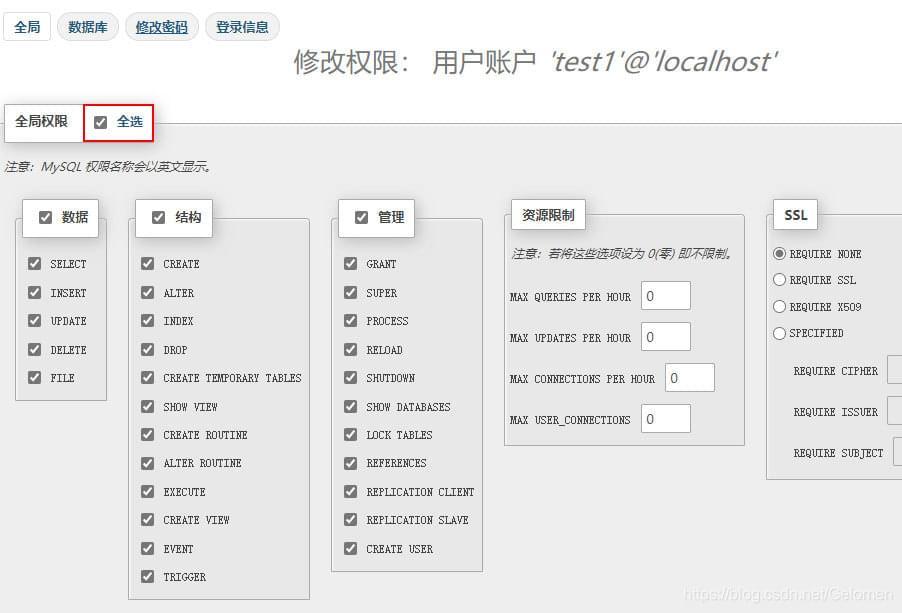 全局 数据库 修改密码 登录信息
修改权限： 用户账户 'test1'@'localhost'
全局权限 全选
注意：MySQL 权限名称会以英文显示。
数据
SELECT
INSERT
UPDATE
DELETE
FILE
结构
CREATE
ALTER
INDEX
DROP
CREATE TEMPORARY TABLES
SHOW VIEW
CREATE ROUTINE
ALTER ROUTINE
EXECUTE
CREATE VIEW
EVENT
TRIGGER
管理
GRANT
SUPER
PROCESS
RELOAD
SHUTDOWN
SHOW DATABASES
LOCK TABLES
REFERENCES
REPLICATION CLIENT
REPLICATION SLAVE
CREATE USER
资源限制
注意：若将这些选项设为 0(零) 即不限制。
MAX QUERIES PER HOUR 0
MAX UPDATES PER HOUR 0
MAX CONNECTIONS PER HOUR 0
MAX USER_CONNECTIONS 0
SSL
REQUIRE NONE
REQUIRE SSL
REQUIRE X509
SPECIFIED
REQUIRE CIPHER
REQUIRE ISSUER
REQUIRE SUBJECT
https://blog.csdn.net/Gelomen